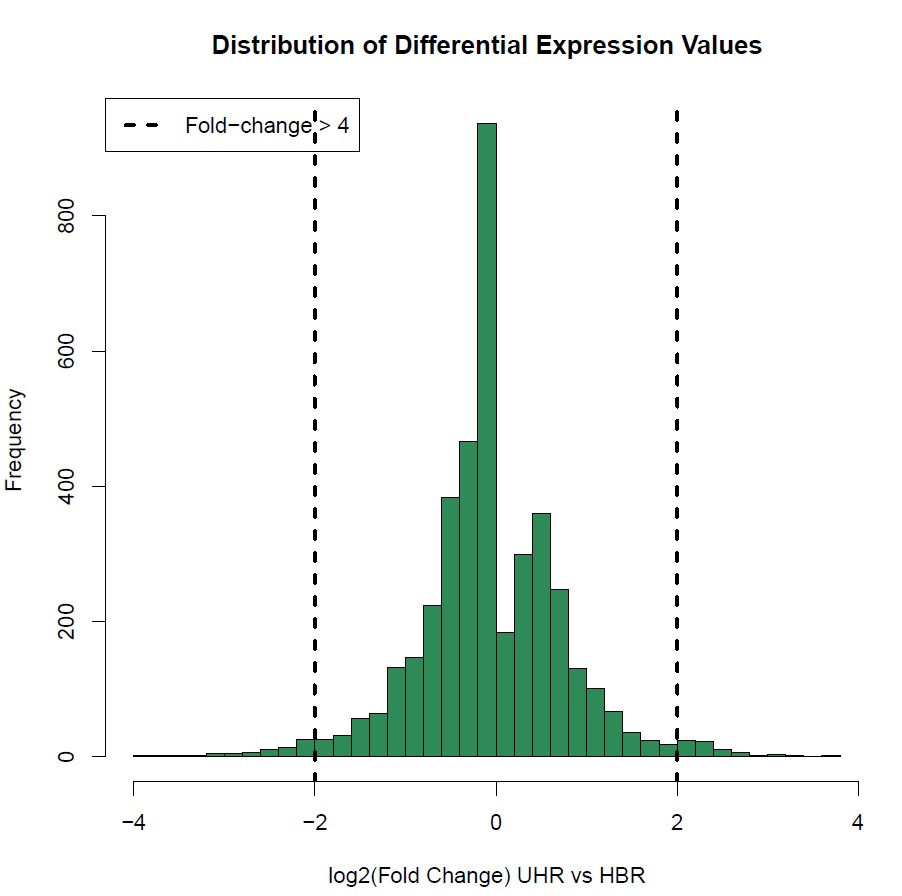 Distribution of Differential Expression Values
Fold−change > 4
Frequency
800
600
400
200
0
−4 −2 0 2 4
log2(Fold Change) UHR vs HBR